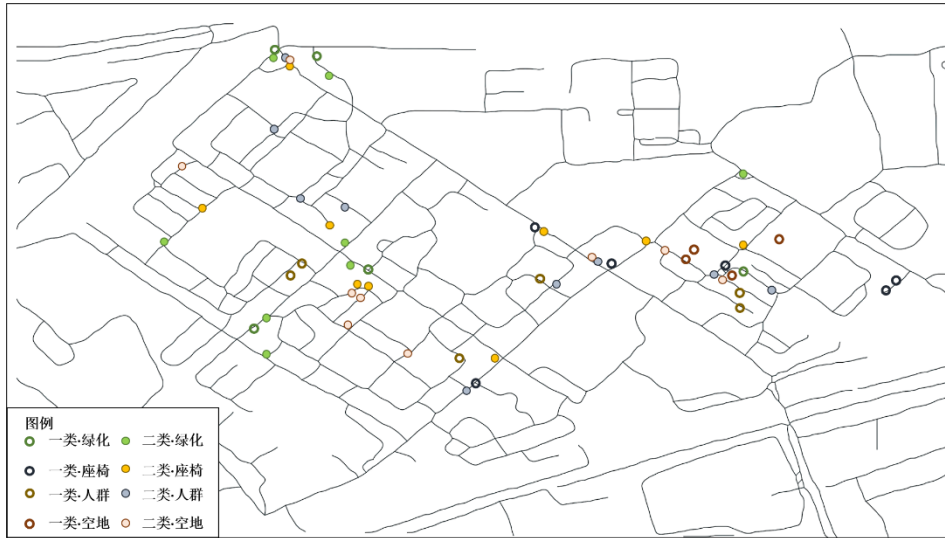 图例
一类·绿化 二类·绿化
一类·座椅 二类·座椅
一类·人群 二类·人群
一类·空地 二类·空地